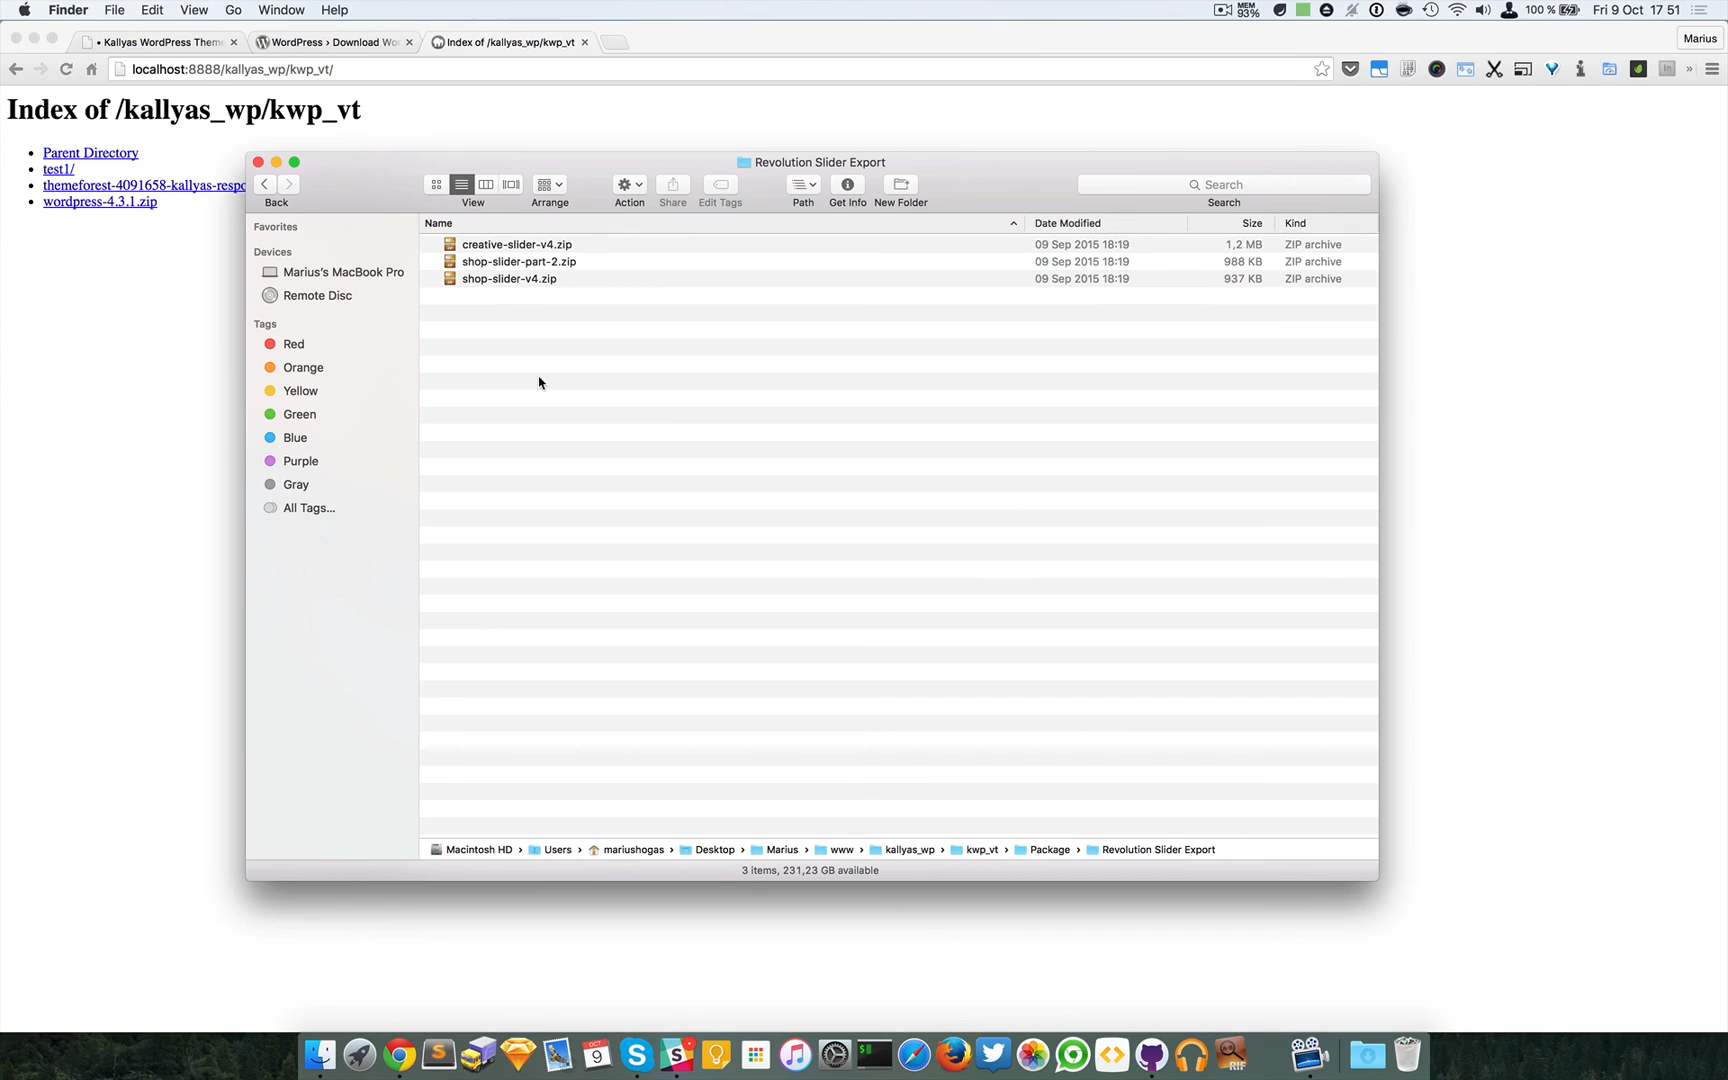 Finder File Edit View Go Window Help MEM 93% 100 % Fri 9 Oct 17 51
• Kallyas WordPress Them WordPress › Download Wo Index of /kallyas_wp/kwp_vt Marius
localhost:8888/kallyas_wp/kwp_vt/
Index of /kallyas_wp/kwp_vt
Parent Directory
test1/
themeforest-4091658-kallyas-respo
wordpress-4.3.1.zip
Revolution Slider Export
Search
Back View Arrange Action Share Edit Tags Path Get Info New Folder Search
Name Date Modified Size Kind
creative-slider-v4.zip 09 Sep 2015 18:19 1,2 MB ZIP archive
shop-slider-part-2.zip 09 Sep 2015 18:19 988 KB ZIP archive
shop-slider-v4.zip 09 Sep 2015 18:19 937 KB ZIP archive
Favorites
Devices
Marius's MacBook Pro
Remote Disc
Tags
Red
Orange
Yellow
Green
Blue
Purple
Gray
All Tags...
Macintosh HD › Users › mariushogas › Desktop › Marius › www › kallyas_wp › kwp_vt › Package › Revolution Slider Export
3 items, 231,23 GB available
OCT
9
RIF